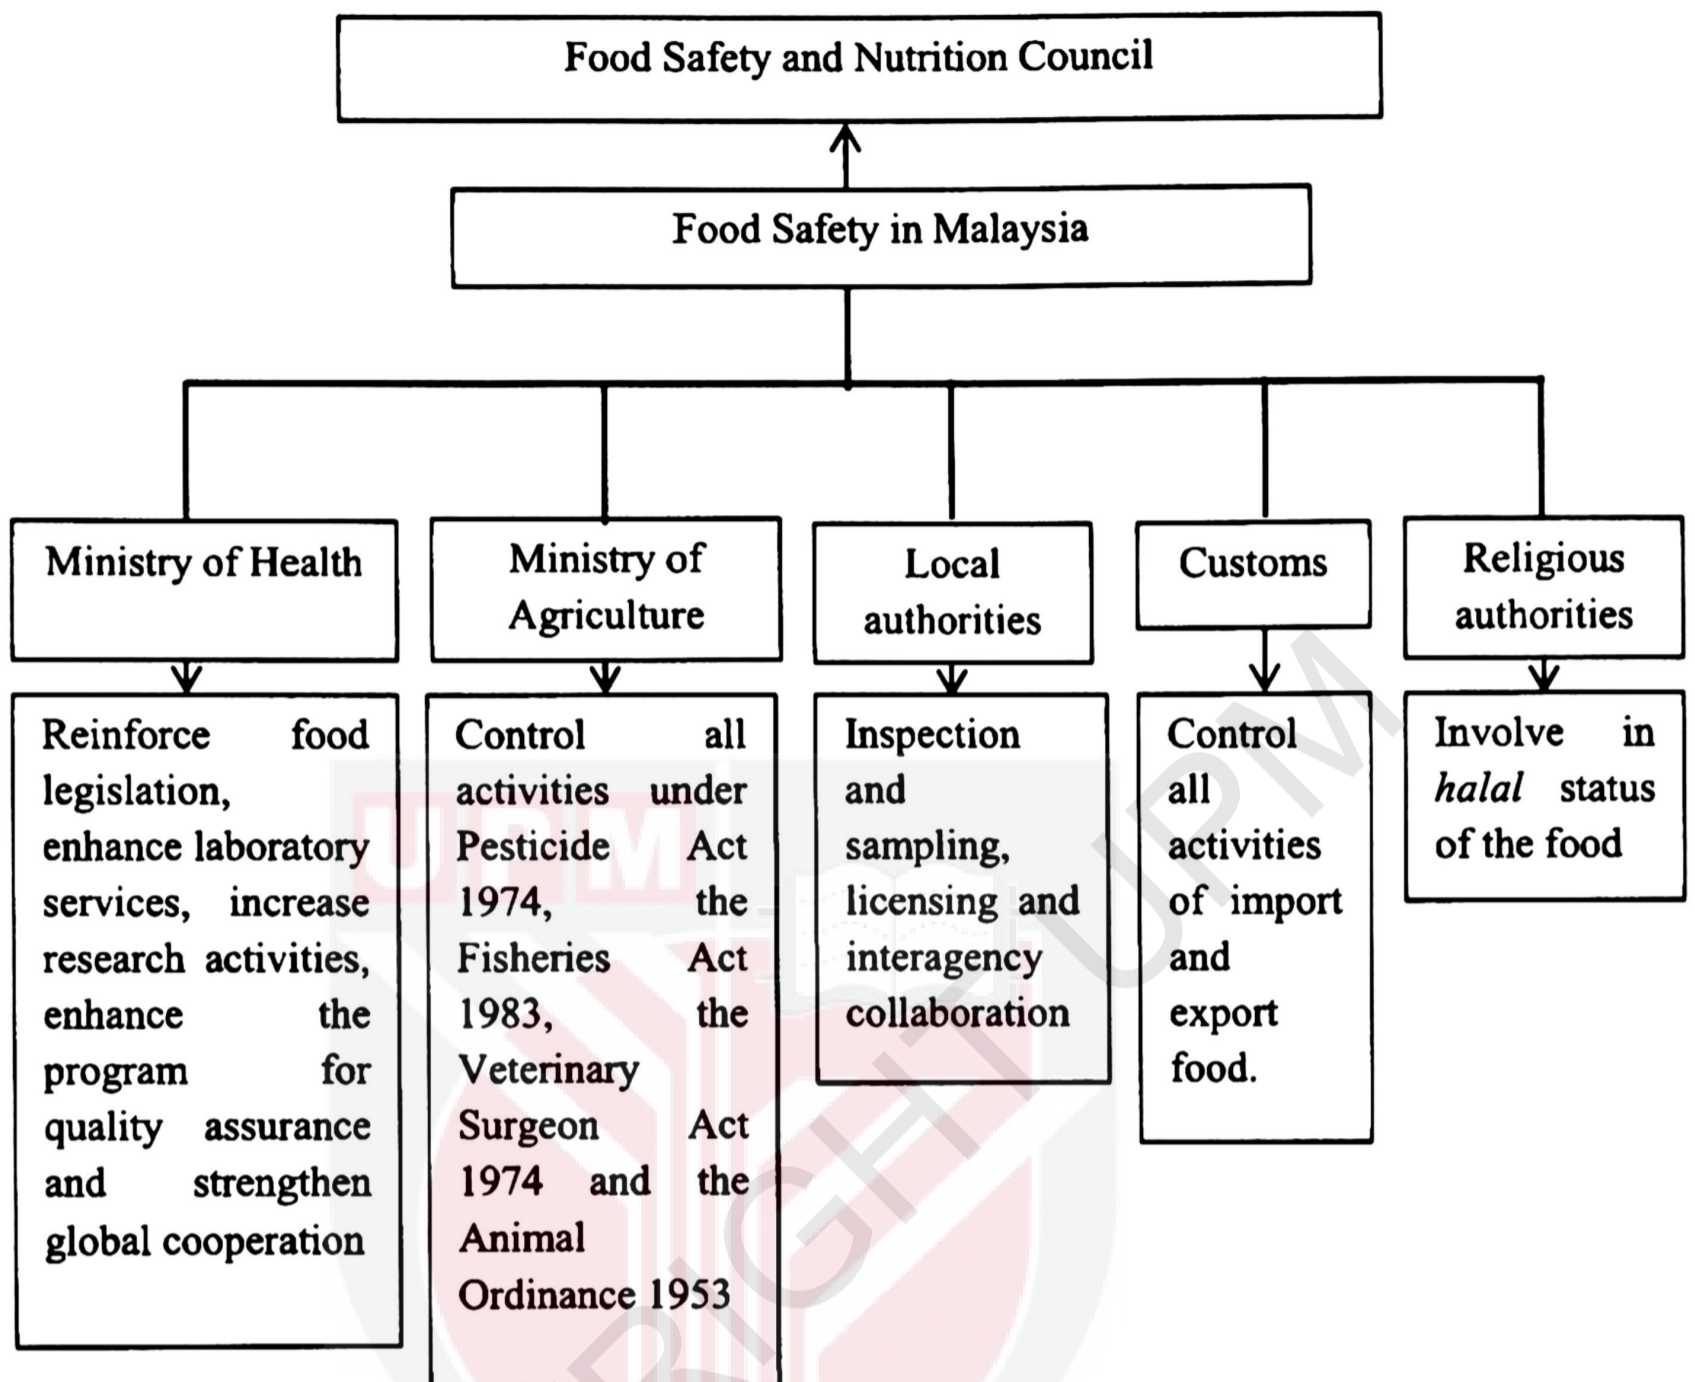 Food Safety and Nutrition Council
Food Safety in Malaysia
Ministry of Health
Ministry of
Agriculture
Local
authorities
Customs
Religious
authorities
Reinforce food
legislation,
enhance laboratory
services, increase
research activities,
enhance the
program for
quality assurance
and strengthen
global cooperation
Control all
activities under
Pesticide Act
1974, the
Fisheries Act
1983, the
Veterinary
Surgeon Act
1974 and the
Animal
Ordinance 1953
Inspection
and
sampling,
licensing and
interagency
collaboration
Control
all
activities
of import
and
export
food.
Involve in
halal status
of the food
UPM
RIGHT UPM